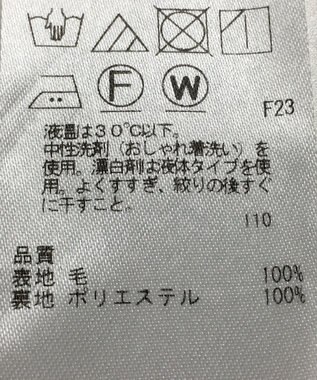 F W
F23
液温は30℃以下。
中性洗剤(おしゃれ着洗い)を
使用。漂白剤は液体タイプを使
用。よくすすぎ、絞りの後すぐ
に干すこと。
110
品質
表地 毛 100%
裏地 ポリエステル 100%